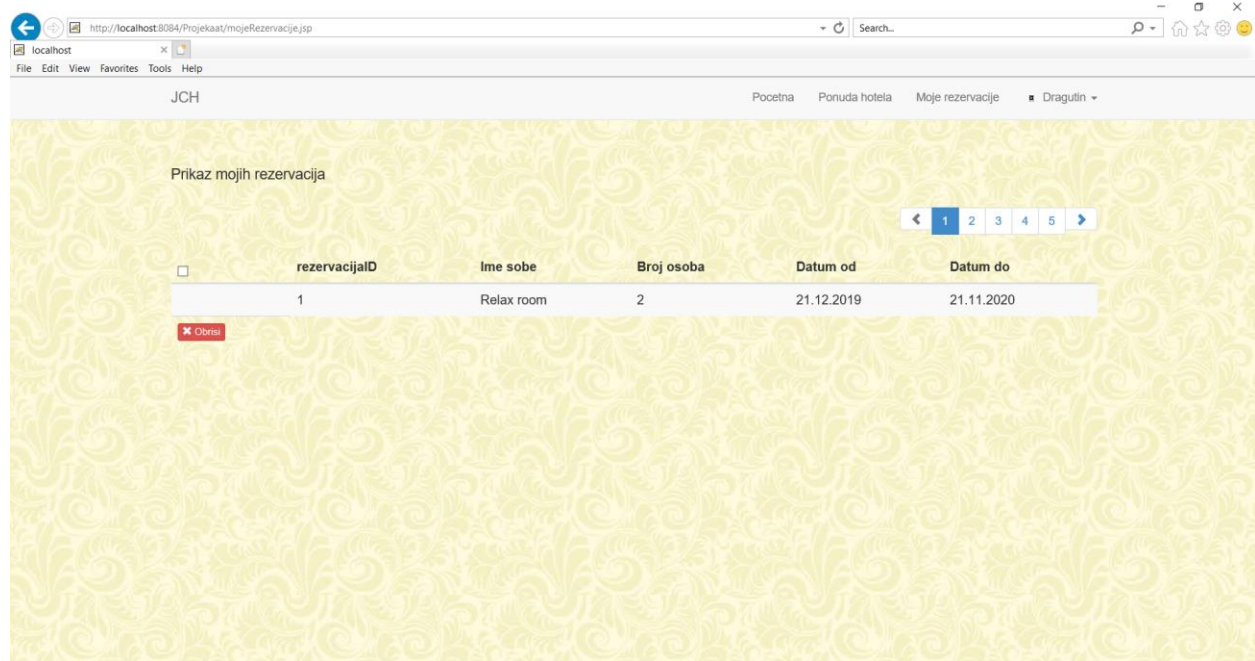 http://localhost:8084/Projekaat/mojeRezervacije.jsp Search...
localhost
File Edit View Favorites Tools Help
JCH Pocetna Ponuda hotela Moje rezervacije Dragutin
Prikaz mojih rezervacija
1 2 3 4 5
rezervacijaID Ime sobe Broj osoba Datum od Datum do
1 Relax room 2 21.12.2019 21.11.2020
Obrisi